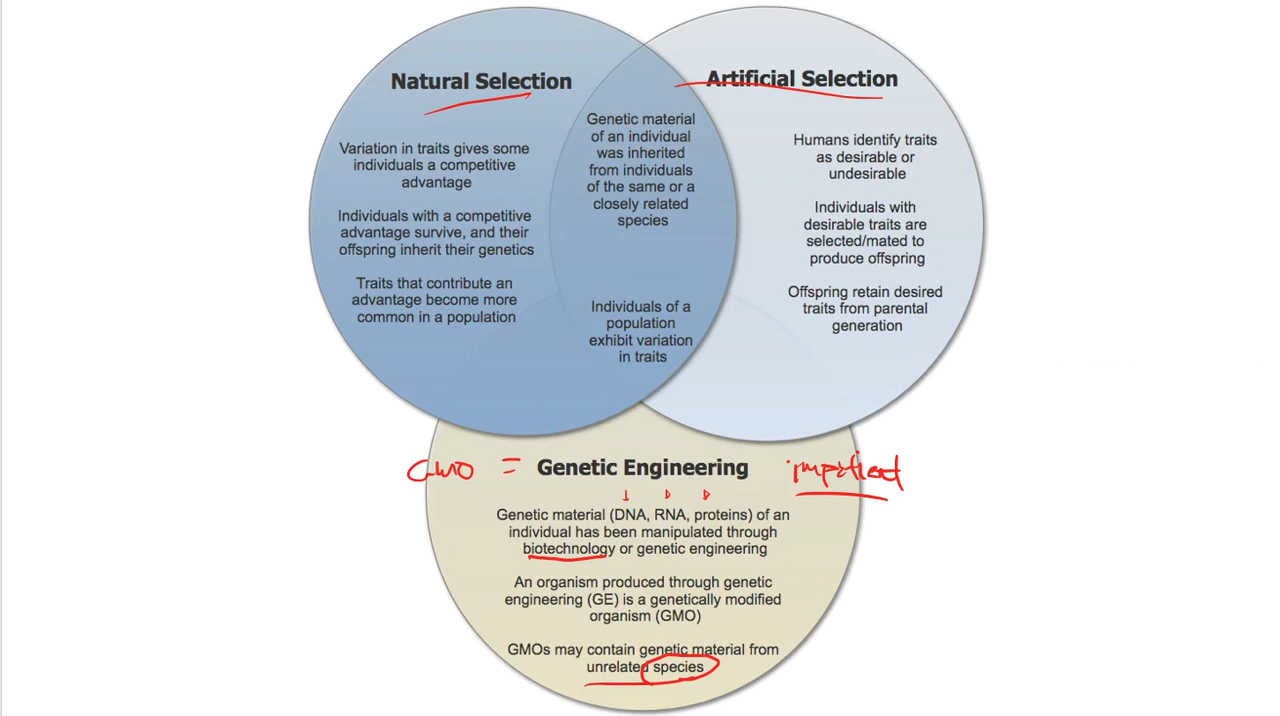 Natural Selection
Variation in traits gives some
individuals a competitive
advantage
Individuals with a competitive
advantage survive, and their
offspring inherit their genetics
Traits that contribute an
advantage become more
common in a population
Genetic material
of an individual
was inherited
from individuals
of the same or a
closely related
species
Individuals of a
population
exhibit variation
in traits
Artificial Selection
Humans identify traits
as desirable or
undesirable
Individuals with
desirable traits are
selected/mated to
produce offspring
Offspring retain desired
traits from parental
generation
GMO = Genetic Engineering impatient
Genetic material (DNA, RNA, proteins) of an
individual has been manipulated through
biotechnology or genetic engineering
An organism produced through genetic
engineering (GE) is a genetically modified
organism (GMO)
GMOs may contain genetic material from
unrelated species